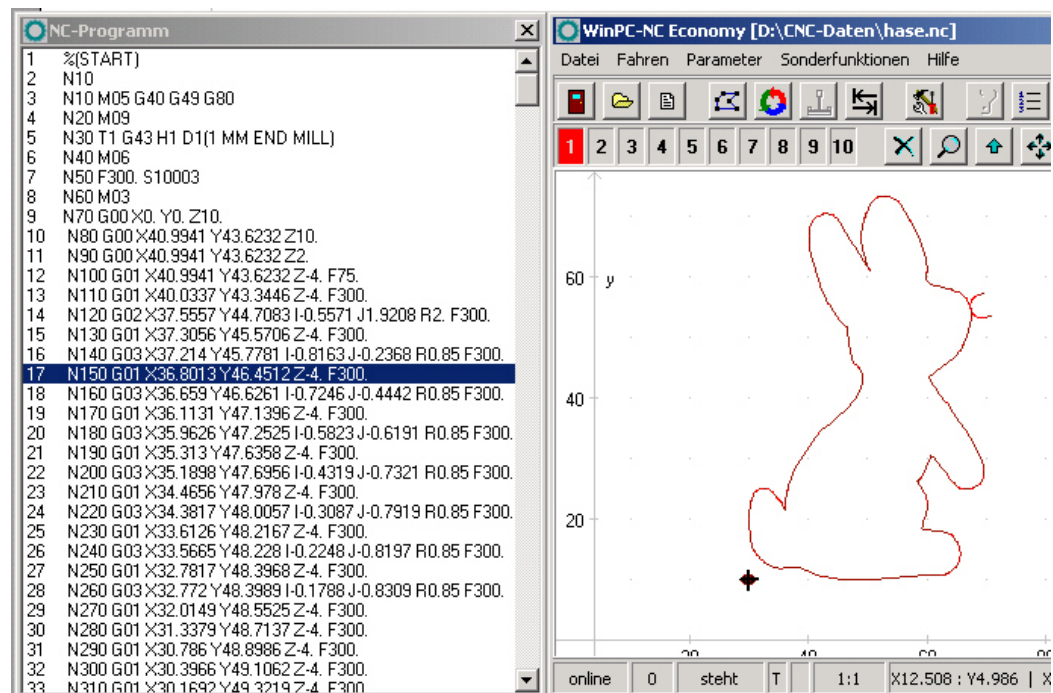 NC-Programm
1 %(START)
2 N10
3 N10 M05 G40 G49 G80
4 N20 M09
5 N30 T1 G43 H1 D1(1 MM END MILL)
6 N40 M06
7 N50 F300. S10003
8 N60 M03
9 N70 G00 X0. Y0. Z10.
10 N80 G00 X40.9941 Y43.6232 Z10.
11 N90 G00 X40.9941 Y43.6232 Z2.
12 N100 G01 X40.9941 Y43.6232 Z-4. F75.
13 N110 G01 X40.0337 Y43.3446 Z-4. F300.
14 N120 G02 X37.5557 Y44.7083 I-0.5571 J1.9208 R2. F300.
15 N130 G01 X37.3056 Y45.5706 Z-4. F300.
16 N140 G03 X37.214 Y45.7781 I-0.8163 J-0.2368 R0.85 F300.
17 N150 G01 X36.8013 Y46.4512 Z-4. F300.
18 N160 G03 X36.659 Y46.6261 I-0.7246 J-0.4442 R0.85 F300.
19 N170 G01 X36.1131 Y47.1396 Z-4. F300.
20 N180 G03 X35.9626 Y47.2525 I-0.5823 J-0.6191 R0.85 F300.
21 N190 G01 X35.313 Y47.6358 Z-4. F300.
22 N200 G03 X35.1898 Y47.6956 I-0.4319 J-0.7321 R0.85 F300.
23 N210 G01 X34.4656 Y47.978 Z-4. F300.
24 N220 G03 X34.3817 Y48.0057 I-0.3087 J-0.7919 R0.85 F300.
25 N230 G01 X33.6126 Y48.2167 Z-4. F300.
26 N240 G03 X33.5665 Y48.228 I-0.2248 J-0.8197 R0.85 F300.
27 N250 G01 X32.7817 Y48.3968 Z-4. F300.
28 N260 G03 X32.772 Y48.3989 I-0.1788 J-0.8309 R0.85 F300.
29 N270 G01 X32.0149 Y48.5525 Z-4. F300.
30 N280 G01 X31.3379 Y48.7137 Z-4. F300.
31 N290 G01 X30.786 Y48.8986 Z-4. F300.
32 N300 G01 X30.3966 Y49.1062 Z-4. F300.
33 N310 G01 X30.1692 Y49.3219 Z-4. F300.
WinPC-NC Economy [D:\CNC-Daten\hase.nc]
Datei Fahren Parameter Sonderfunktionen Hilfe
1 2 3 4 5 6 7 8 9 10
60 y
40
20
20 40 60 80
online 0 steht T 1:1 X12.508 : Y4.986 | X